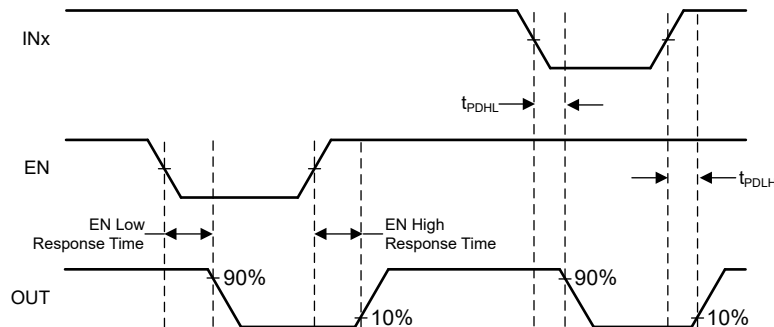 INx
tPDHL
EN
tPDLH
EN Low
Response Time
EN High
Response Time
90%
90%
OUT
10%
10%